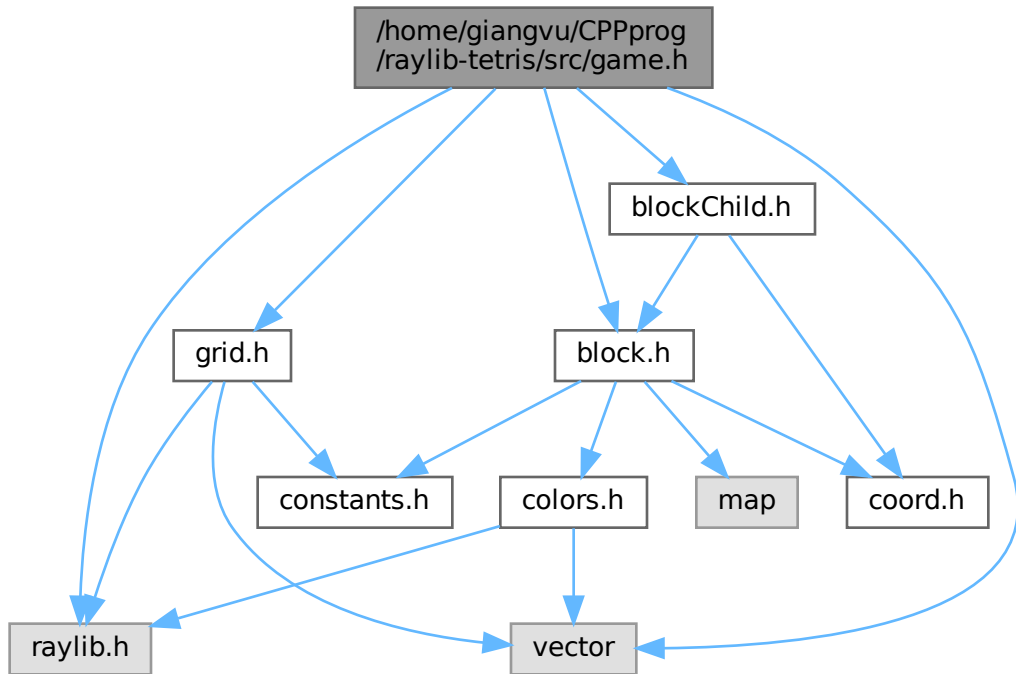 /home/giangvu/CPPprog
/raylib-tetris/src/game.h
blockChild.h
grid.h
block.h
constants.h
colors.h
map
coord.h
raylib.h
vector